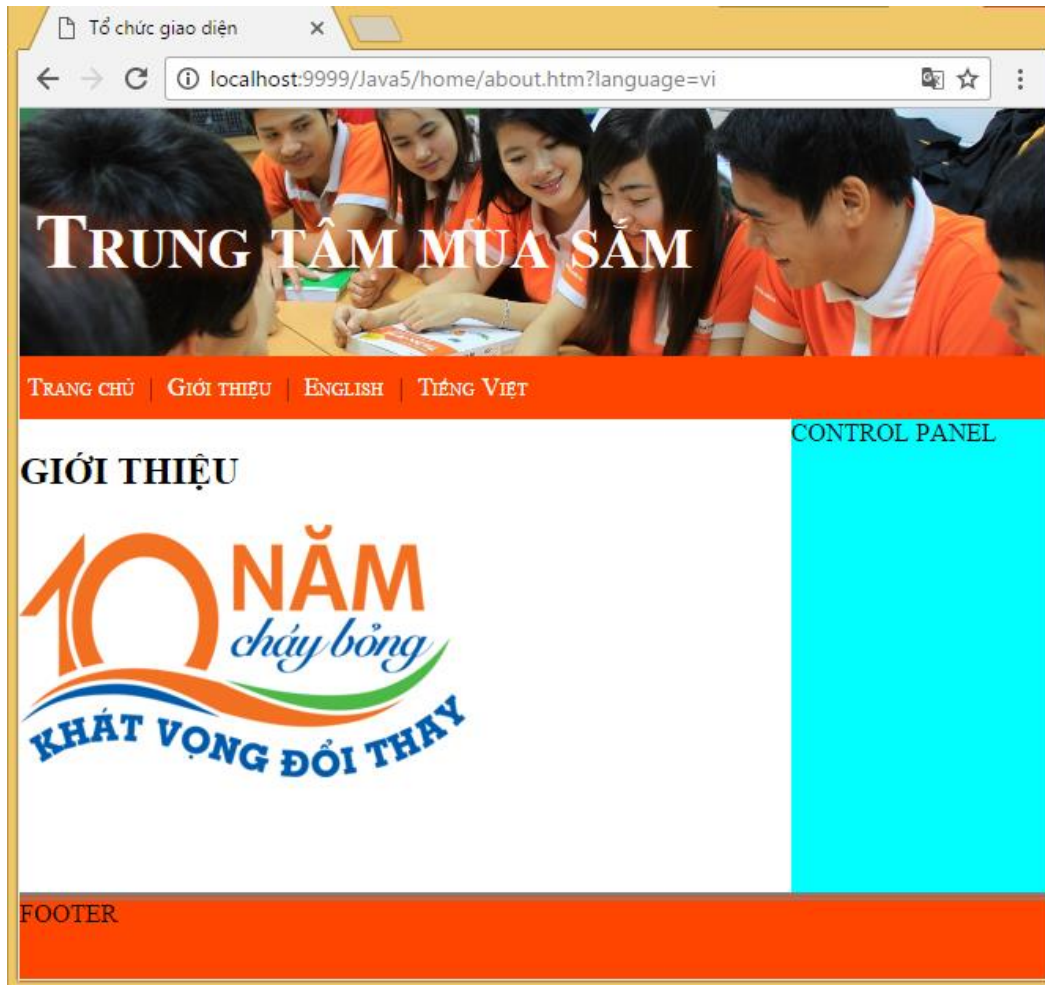 Tổ chức giao diện
localhost:9999/Java5/home/about.htm?language=vi
TRUNG TÂM MUA SẮM
TRANG CHỦ | GIỚI THIỆU | ENGLISH | TIẾNG VIỆT
CONTROL PANEL
GIỚI THIỆU
10 NĂM
cháy bỏng
KHÁT VỌNG ĐỔI THAY
FOOTER